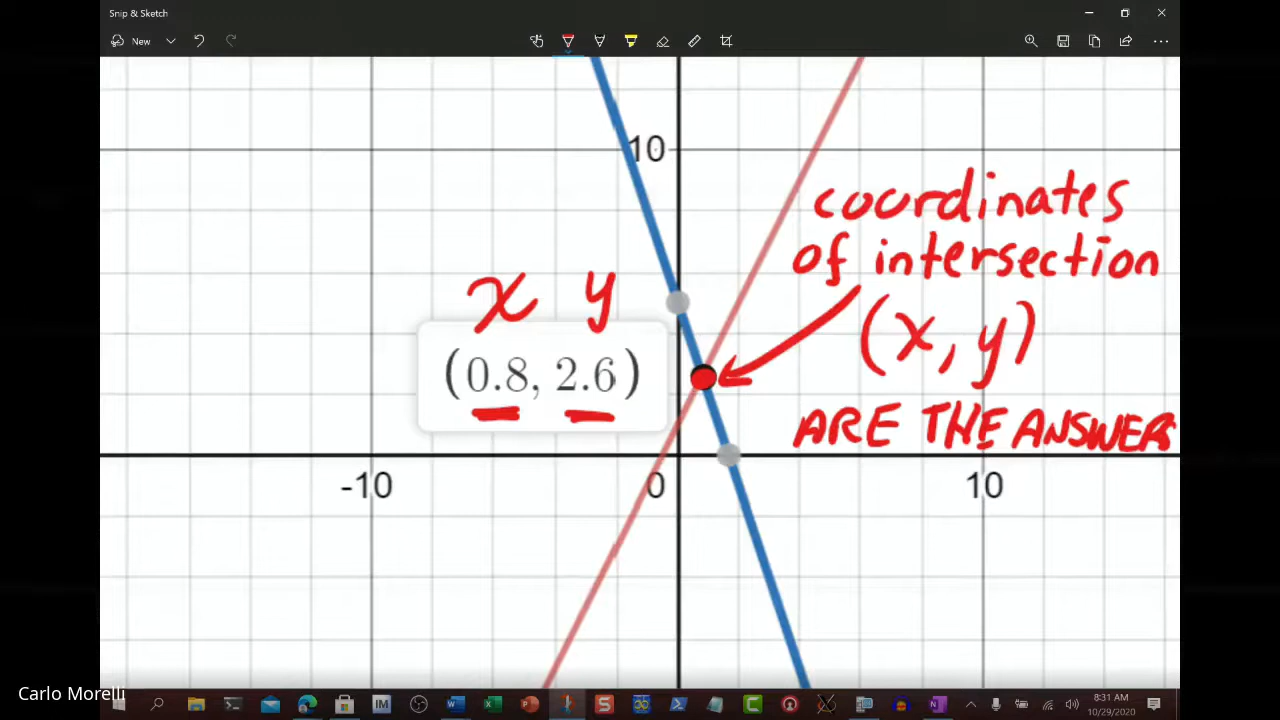 Snip & Sketch
New
10
coordinates
of intersection
x y
(x, y)
(0.8, 2.6)
ARE THE ANSWER
-10
0
10
Carlo Morelli
8:31 AM
10/29/2020